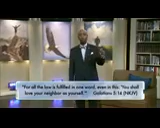 "For all the law is fulfilled in one word, even in this: 'You shall
love your neighbor as yourself.'"   Galatians 5:14 (NKJV)